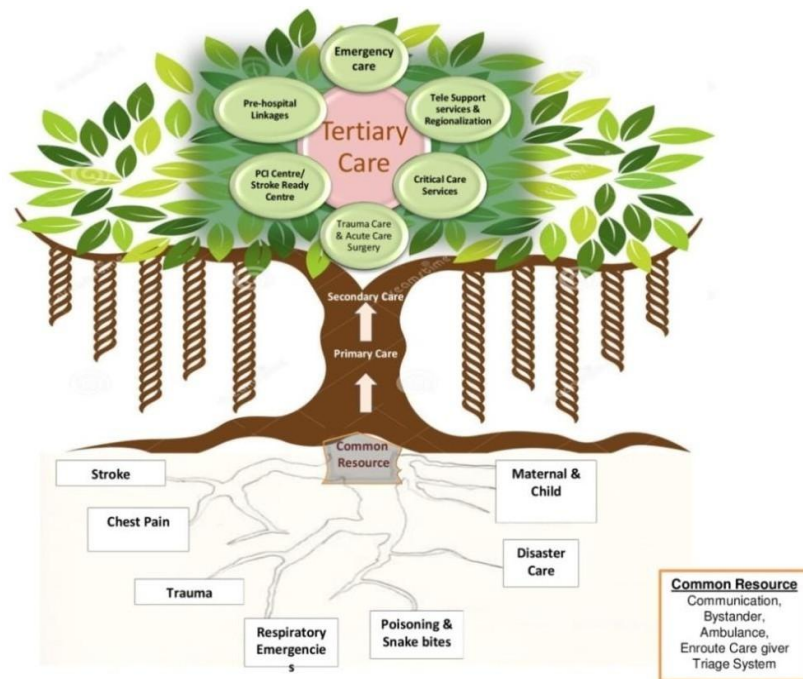 Emergency
care
Pre-hospital
Linkages
Tele Support
services &
Regionalization
Tertiary
Care
PCI Centre/
Stroke Ready
Centre
Critical Care
Services
Trauma Care
& Acute Care
Surgery
Secondary Care
Primary Care
Common
Resource
Stroke
Maternal &
Child
Chest Pain
Disaster
Care
Trauma
Respiratory
Emergencie
s
Poisoning &
Snake bites
Common Resource
Communication,
Bystander,
Ambulance,
Enroute Care giver
Triage System